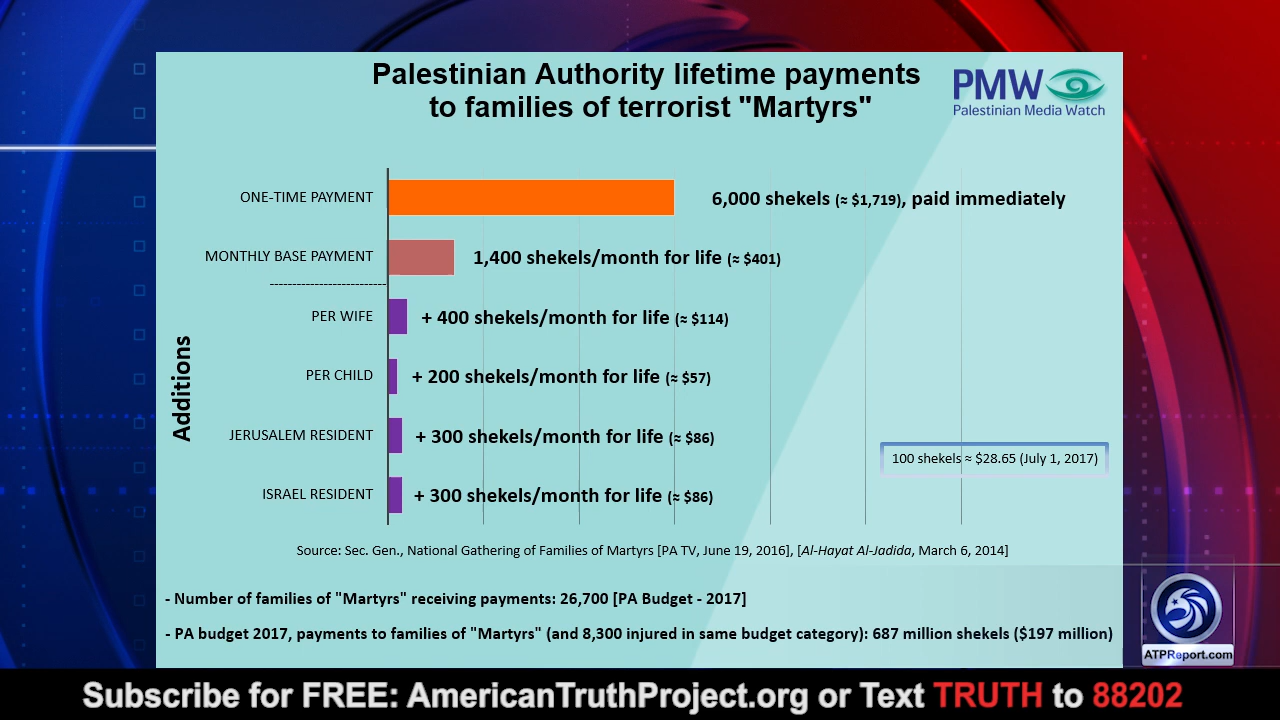 Palestinian Authority lifetime payments
to families of terrorist "Martyrs"
PMW
Palestinian Media Watch
ONE-TIME PAYMENT
6,000 shekels (≈ $1,719), paid immediately
MONTHLY BASE PAYMENT
1,400 shekels/month for life (≈ $401)
--------------------------
Additions
PER WIFE
+ 400 shekels/month for life (≈ $114)
PER CHILD
+ 200 shekels/month for life (≈ $57)
JERUSALEM RESIDENT
+ 300 shekels/month for life (≈ $86)
ISRAEL RESIDENT
+ 300 shekels/month for life (≈ $86)
100 shekels ≈ $28.65 (July 1, 2017)
Source: Sec. Gen., National Gathering of Families of Martyrs [PA TV, June 19, 2016], [Al-Hayat Al-Jadida, March 6, 2014]
- Number of families of "Martyrs" receiving payments: 26,700 [PA Budget - 2017]
- PA budget 2017, payments to families of "Martyrs" (and 8,300 injured in same budget category): 687 million shekels ($197 million)
ATPReport.com
Subscribe for FREE: AmericanTruthProject.org or Text TRUTH to 88202